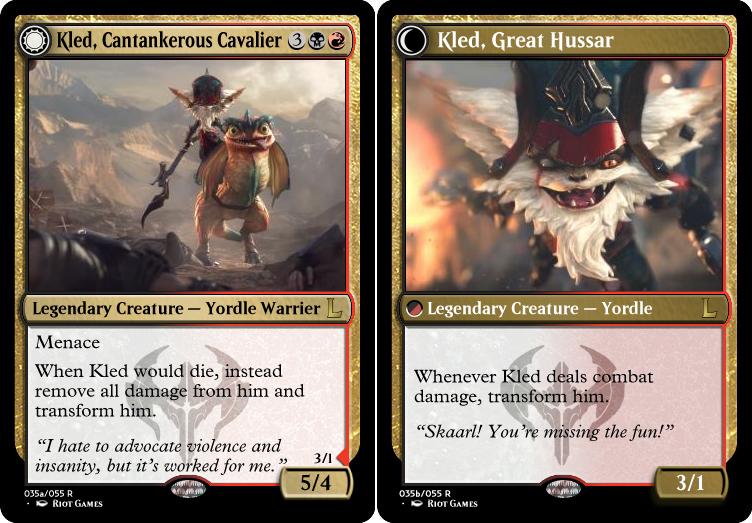 Kled, Cantankerous Cavalier 3
Legendary Creature — Yordle Warrier L
Menace
When Kled would die, instead
remove all damage from him and
transform him.
“I hate to advocate violence and
insanity, but it’s worked for me.”
3/1
5/4
035a/055 R
• Riot Games
Kled, Great Hussar
Legendary Creature — Yordle L
Whenever Kled deals combat
damage, transform him.
“Skaarl! You’re missing the fun!”
3/1
035b/055 R
• Riot Games